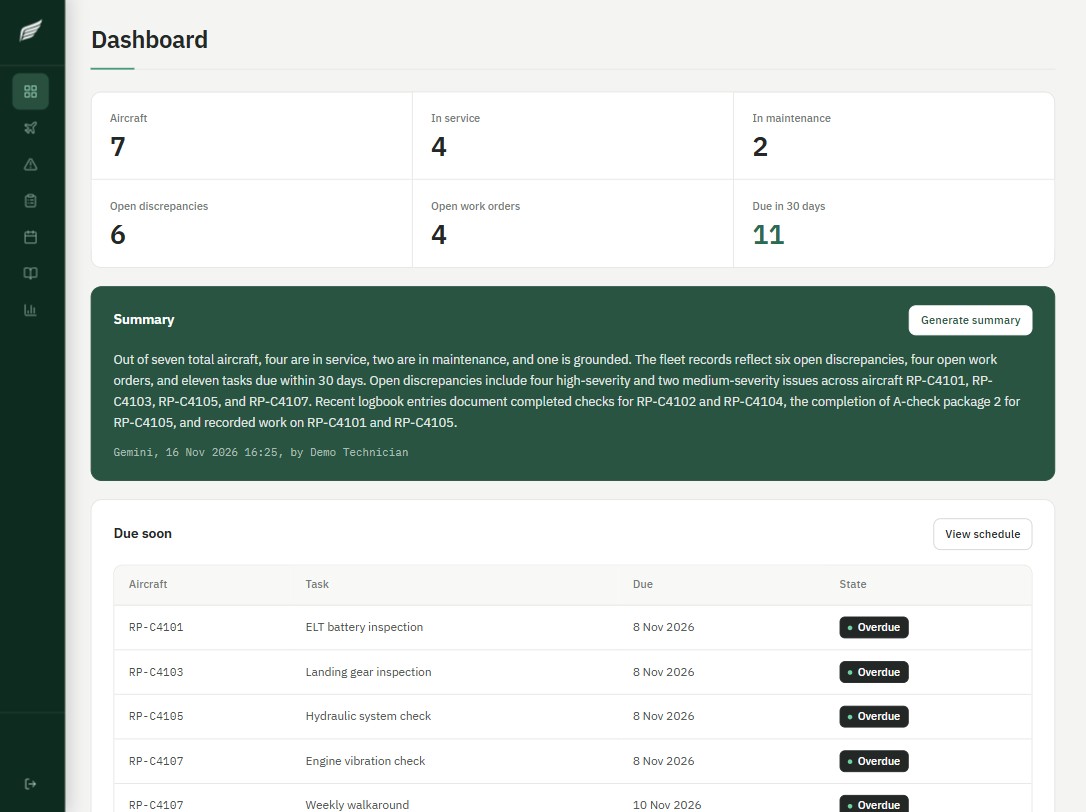 Dashboard
Aircraft
7
In service
4
In maintenance
2
Open discrepancies
6
Open work orders
4
Due in 30 days
11
Summary
Generate summary
Out of seven total aircraft, four are in service, two are in maintenance, and one is grounded. The fleet records reflect six open discrepancies, four open work
orders, and eleven tasks due within 30 days. Open discrepancies include four high-severity and two medium-severity issues across aircraft RP-C4101, RP-
C4103, RP-C4105, and RP-C4107. Recent logbook entries document completed checks for RP-C4102 and RP-C4104, the completion of A-check package 2 for
RP-C4105, and recorded work on RP-C4101 and RP-C4105.
Gemini, 16 Nov 2026 16:25, by Demo Technician
Due soon
View schedule
Aircraft Task Due State
RP-C4101 ELT battery inspection 8 Nov 2026 Overdue
RP-C4103 Landing gear inspection 8 Nov 2026 Overdue
RP-C4105 Hydraulic system check 8 Nov 2026 Overdue
RP-C4107 Engine vibration check 8 Nov 2026 Overdue
RP-C4107 Weekly walkaround 10 Nov 2026 Overdue